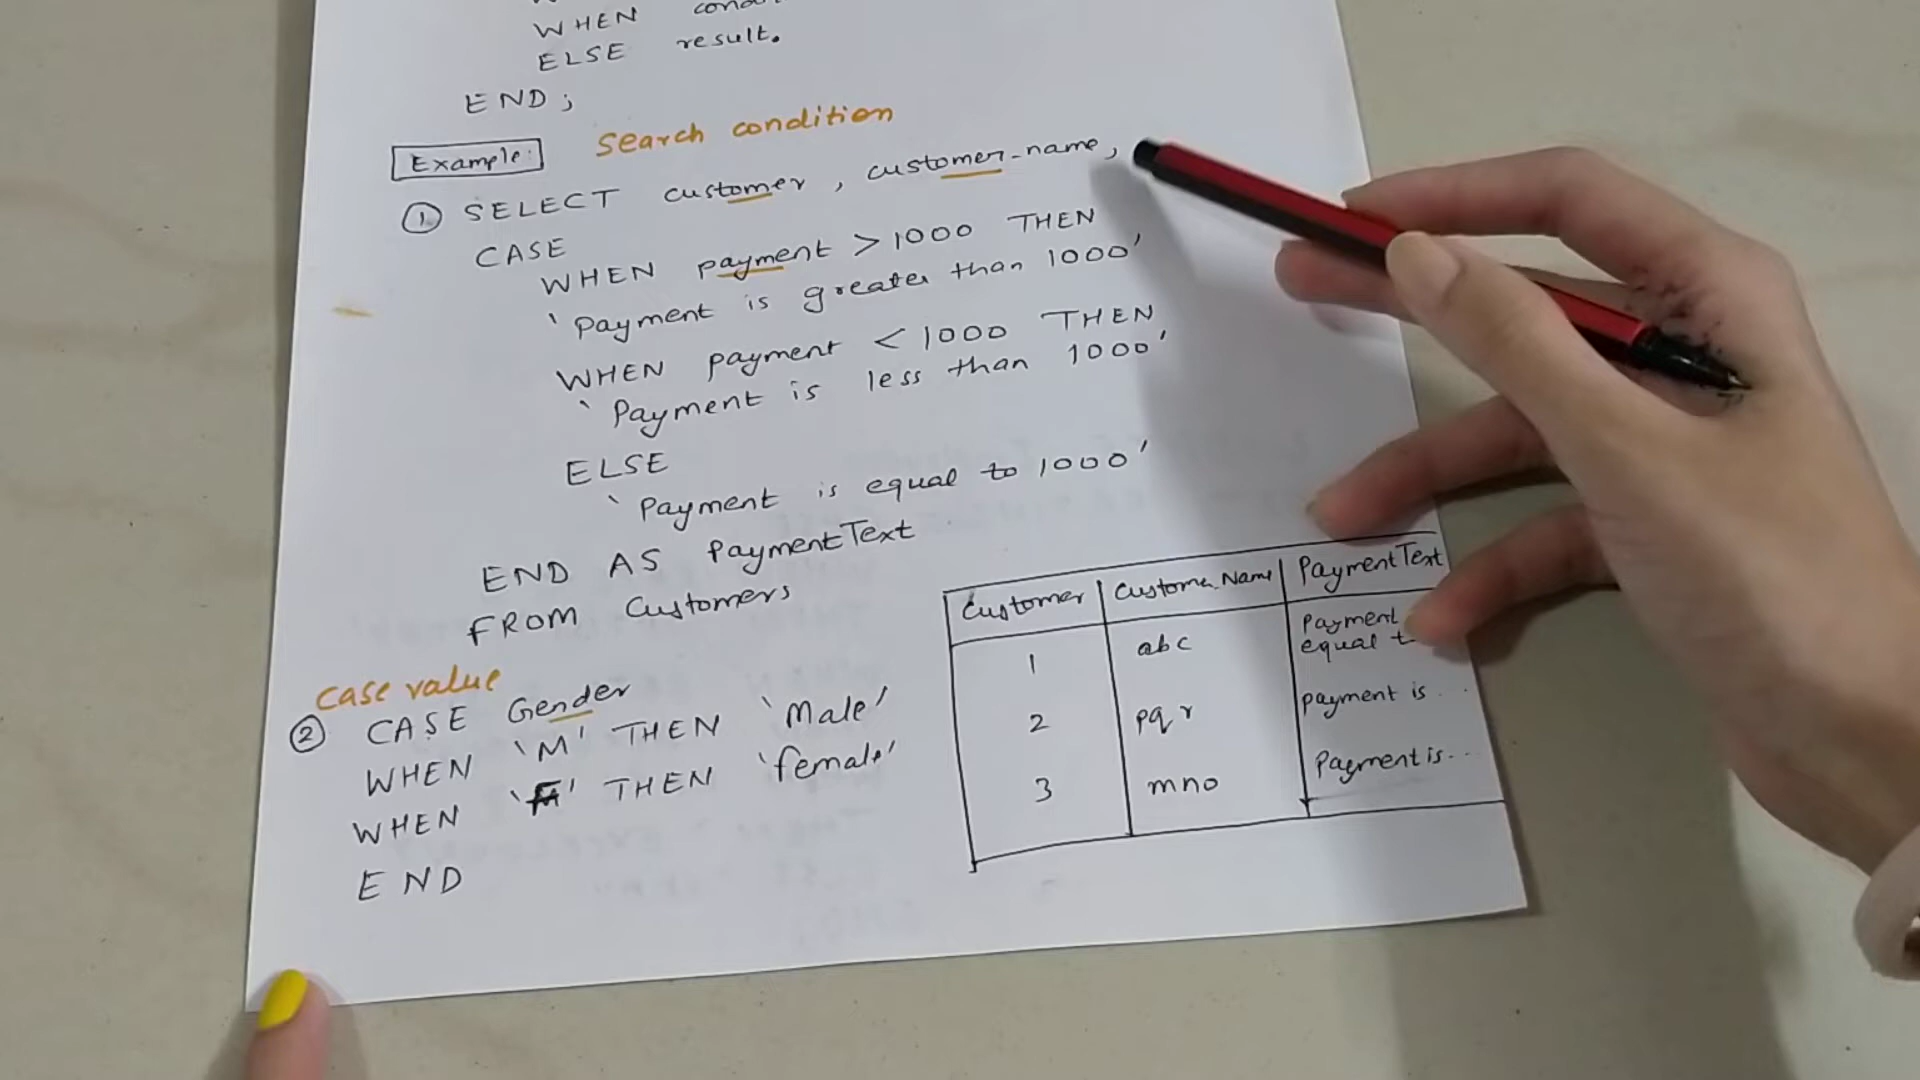 WHEN
ELSE result.
END;
Example: Search condition
① SELECT customer, customer_name,
CASE
WHEN payment > 1000 THEN
'Payment is greater than 1000'
WHEN payment < 1000 THEN
'Payment is less than 1000'
ELSE
'Payment is equal to 1000'
END AS PaymentText
FROM Customers
Case value
② CASE Gender
WHEN 'M' THEN 'Male'
WHEN 'F' THEN 'female'
END
Customer Customer Name PaymentText
1 abc Payment equal
2 pqr payment is ...
3 mno Payment is ...